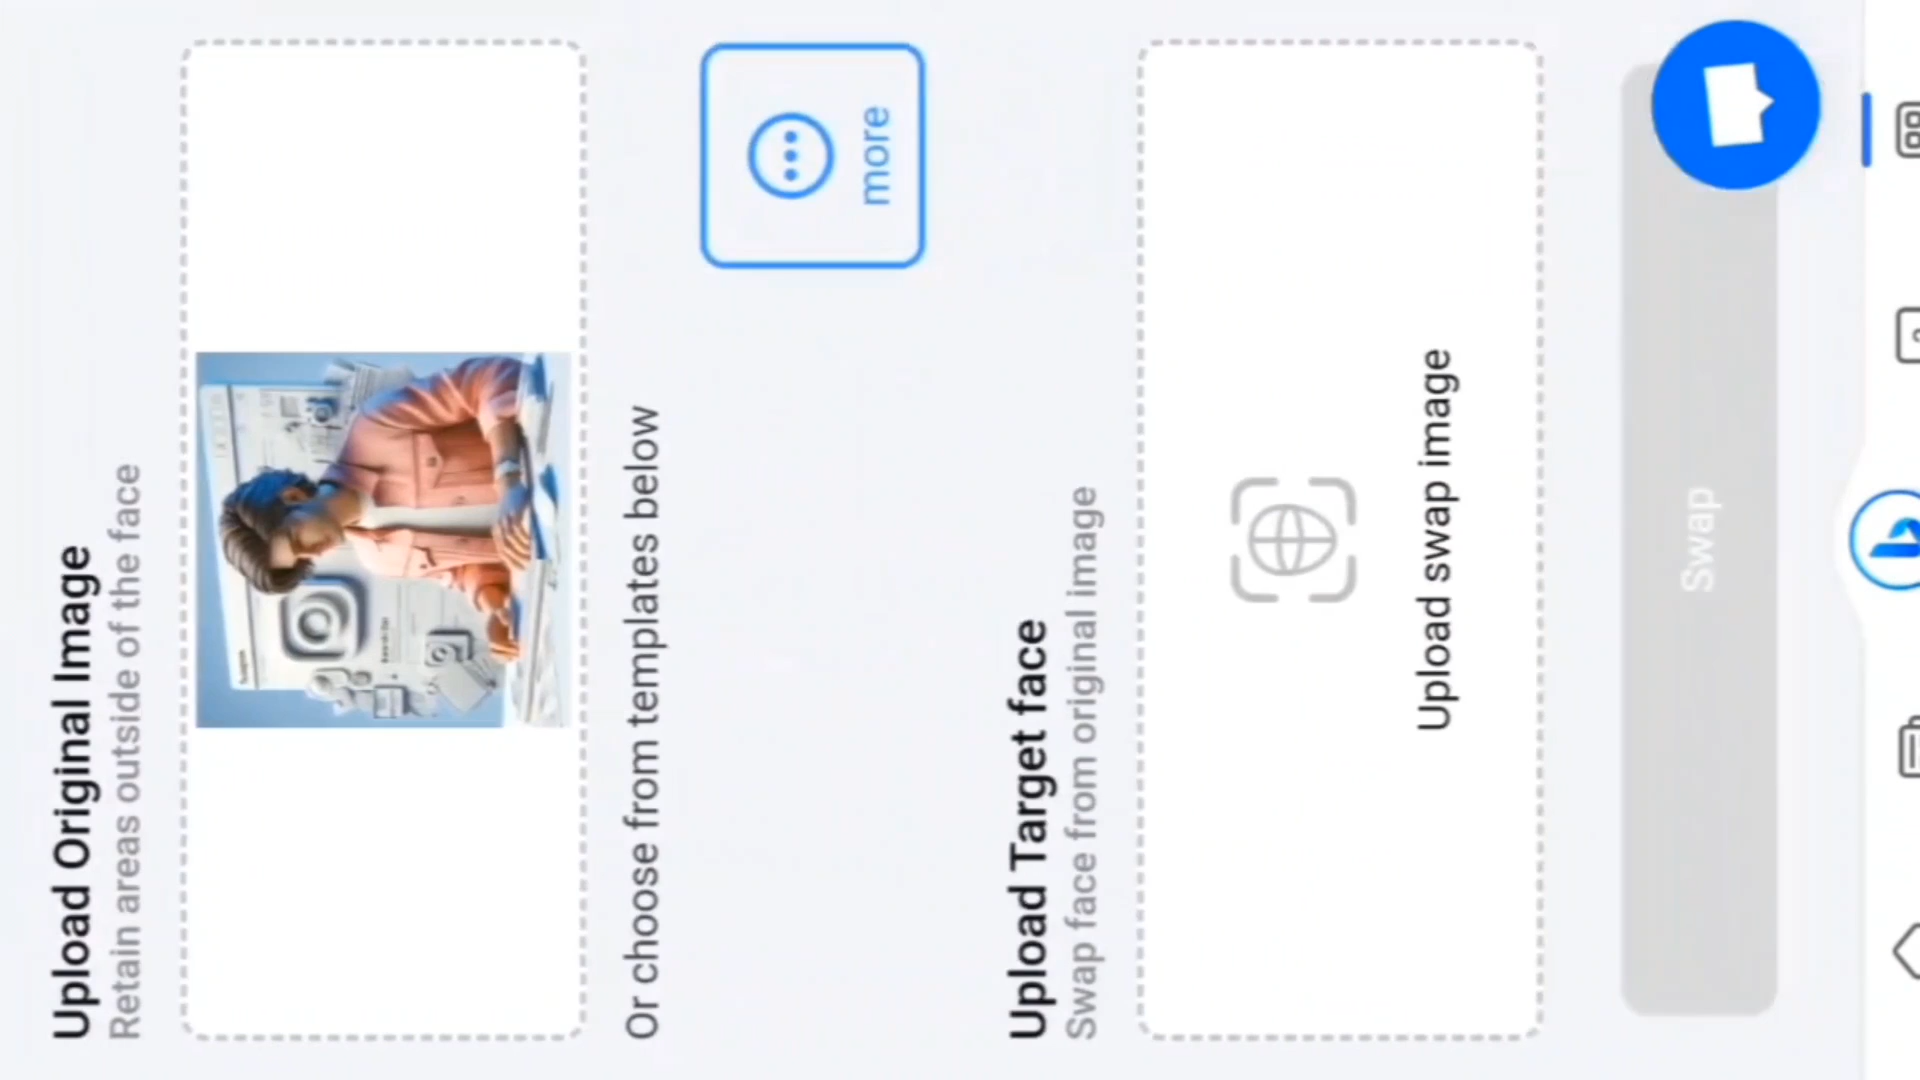 Upload Original Image
Retain areas outside of the face
Or choose from templates below
more
Upload Target face
Swap face from original image
Upload swap image
Swap